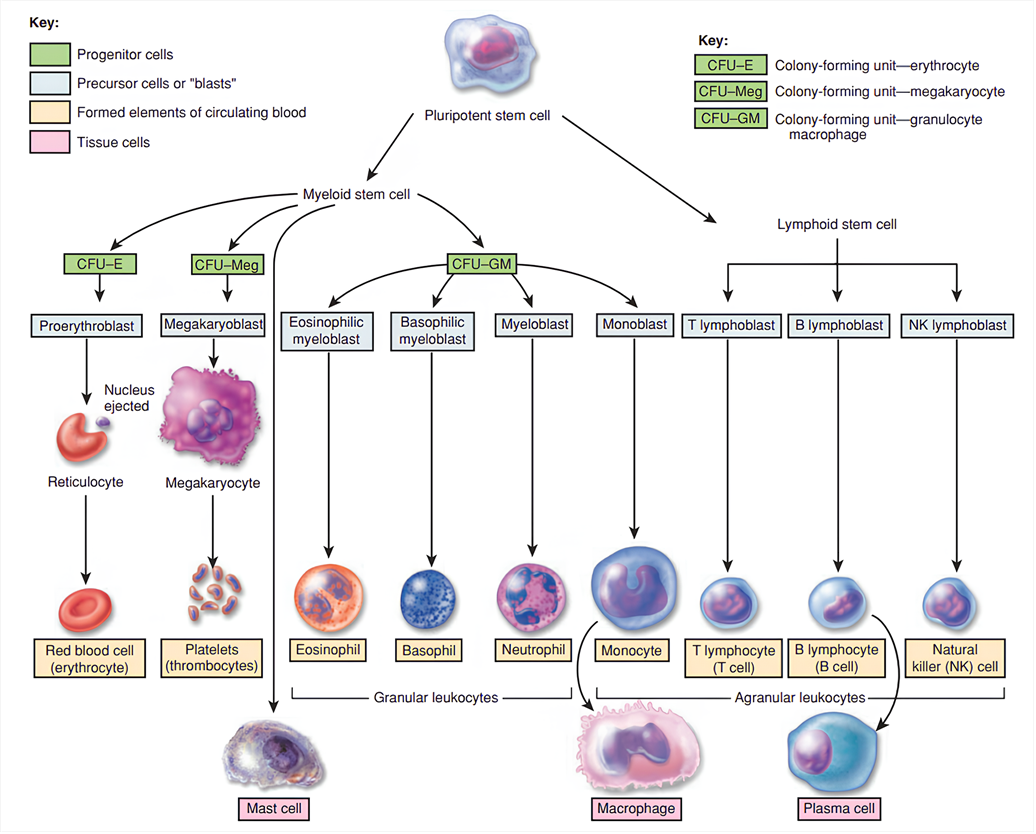 Key:
Progenitor cells
Precursor cells or "blasts"
Formed elements of circulating blood
Tissue cells
Pluripotent stem cell
Key:
CFU–E Colony-forming unit—erythrocyte
CFU–Meg Colony-forming unit—megakaryocyte
CFU–GM Colony-forming unit—granulocyte
macrophage
Myeloid stem cell
Lymphoid stem cell
CFU–E
CFU–Meg
CFU–GM
Proerythroblast
Megakaryoblast
Eosinophilic
myeloblast
Basophilic
myeloblast
Myeloblast
Monoblast
T lymphoblast
B lymphoblast
NK lymphoblast
Nucleus
ejected
Reticulocyte
Megakaryocyte
Red blood cell
(erythrocyte)
Platelets
(thrombocytes)
Eosinophil
Basophil
Neutrophil
Monocyte
T lymphocyte
(T cell)
B lymphocyte
(B cell)
Natural
killer (NK) cell
Granular leukocytes
Agranular leukocytes
Mast cell
Macrophage
Plasma cell